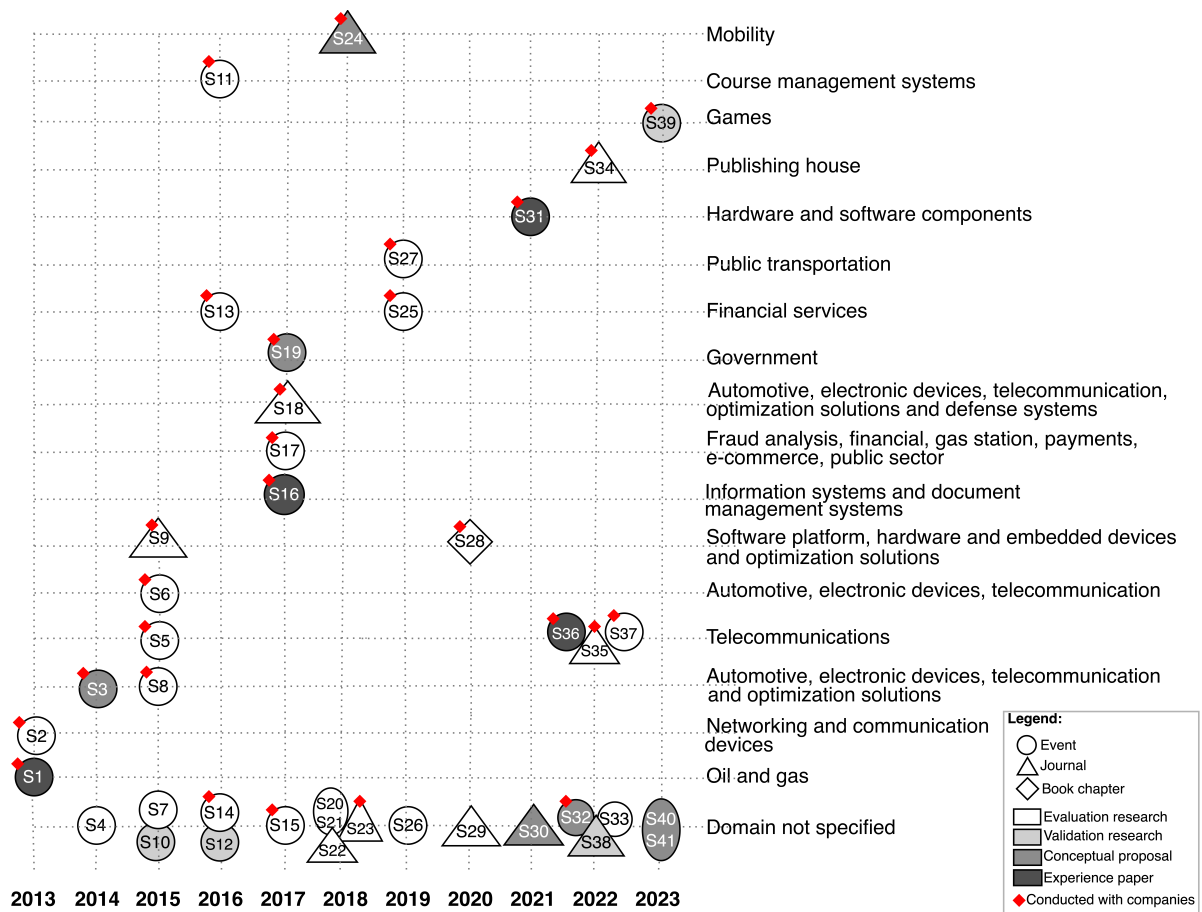 S24
Mobility
S11
Course management systems
S39
Games
S34
Publishing house
S31
Hardware and software components
S27
Public transportation
S13
S25
Financial services
S19
Government
S18
Automotive, electronic devices, telecommunication,
optimization solutions and defense systems
S17
Fraud analysis, financial, gas station, payments,
e-commerce, public sector
S16
Information systems and document
management systems
S9
S28
Software platform, hardware and embedded devices
and optimization solutions
S6
Automotive, electronic devices, telecommunication
S5
S36
S35
S37
Telecommunications
S3
S8
Automotive, electronic devices, telecommunication
and optimization solutions
S2
Networking and communication
devices
S1
Oil and gas
S4
S7
S10
S14
S12
S15
S20
S21
S22
S23
S26
S29
S30
S32
S33
S38
S40
S41
Domain not specified
2013 2014 2015 2016 2017 2018 2019 2020 2021 2022 2023
Legend:
Event
Journal
Book chapter
Evaluation research
Validation research
Conceptual proposal
Experience paper
Conducted with companies